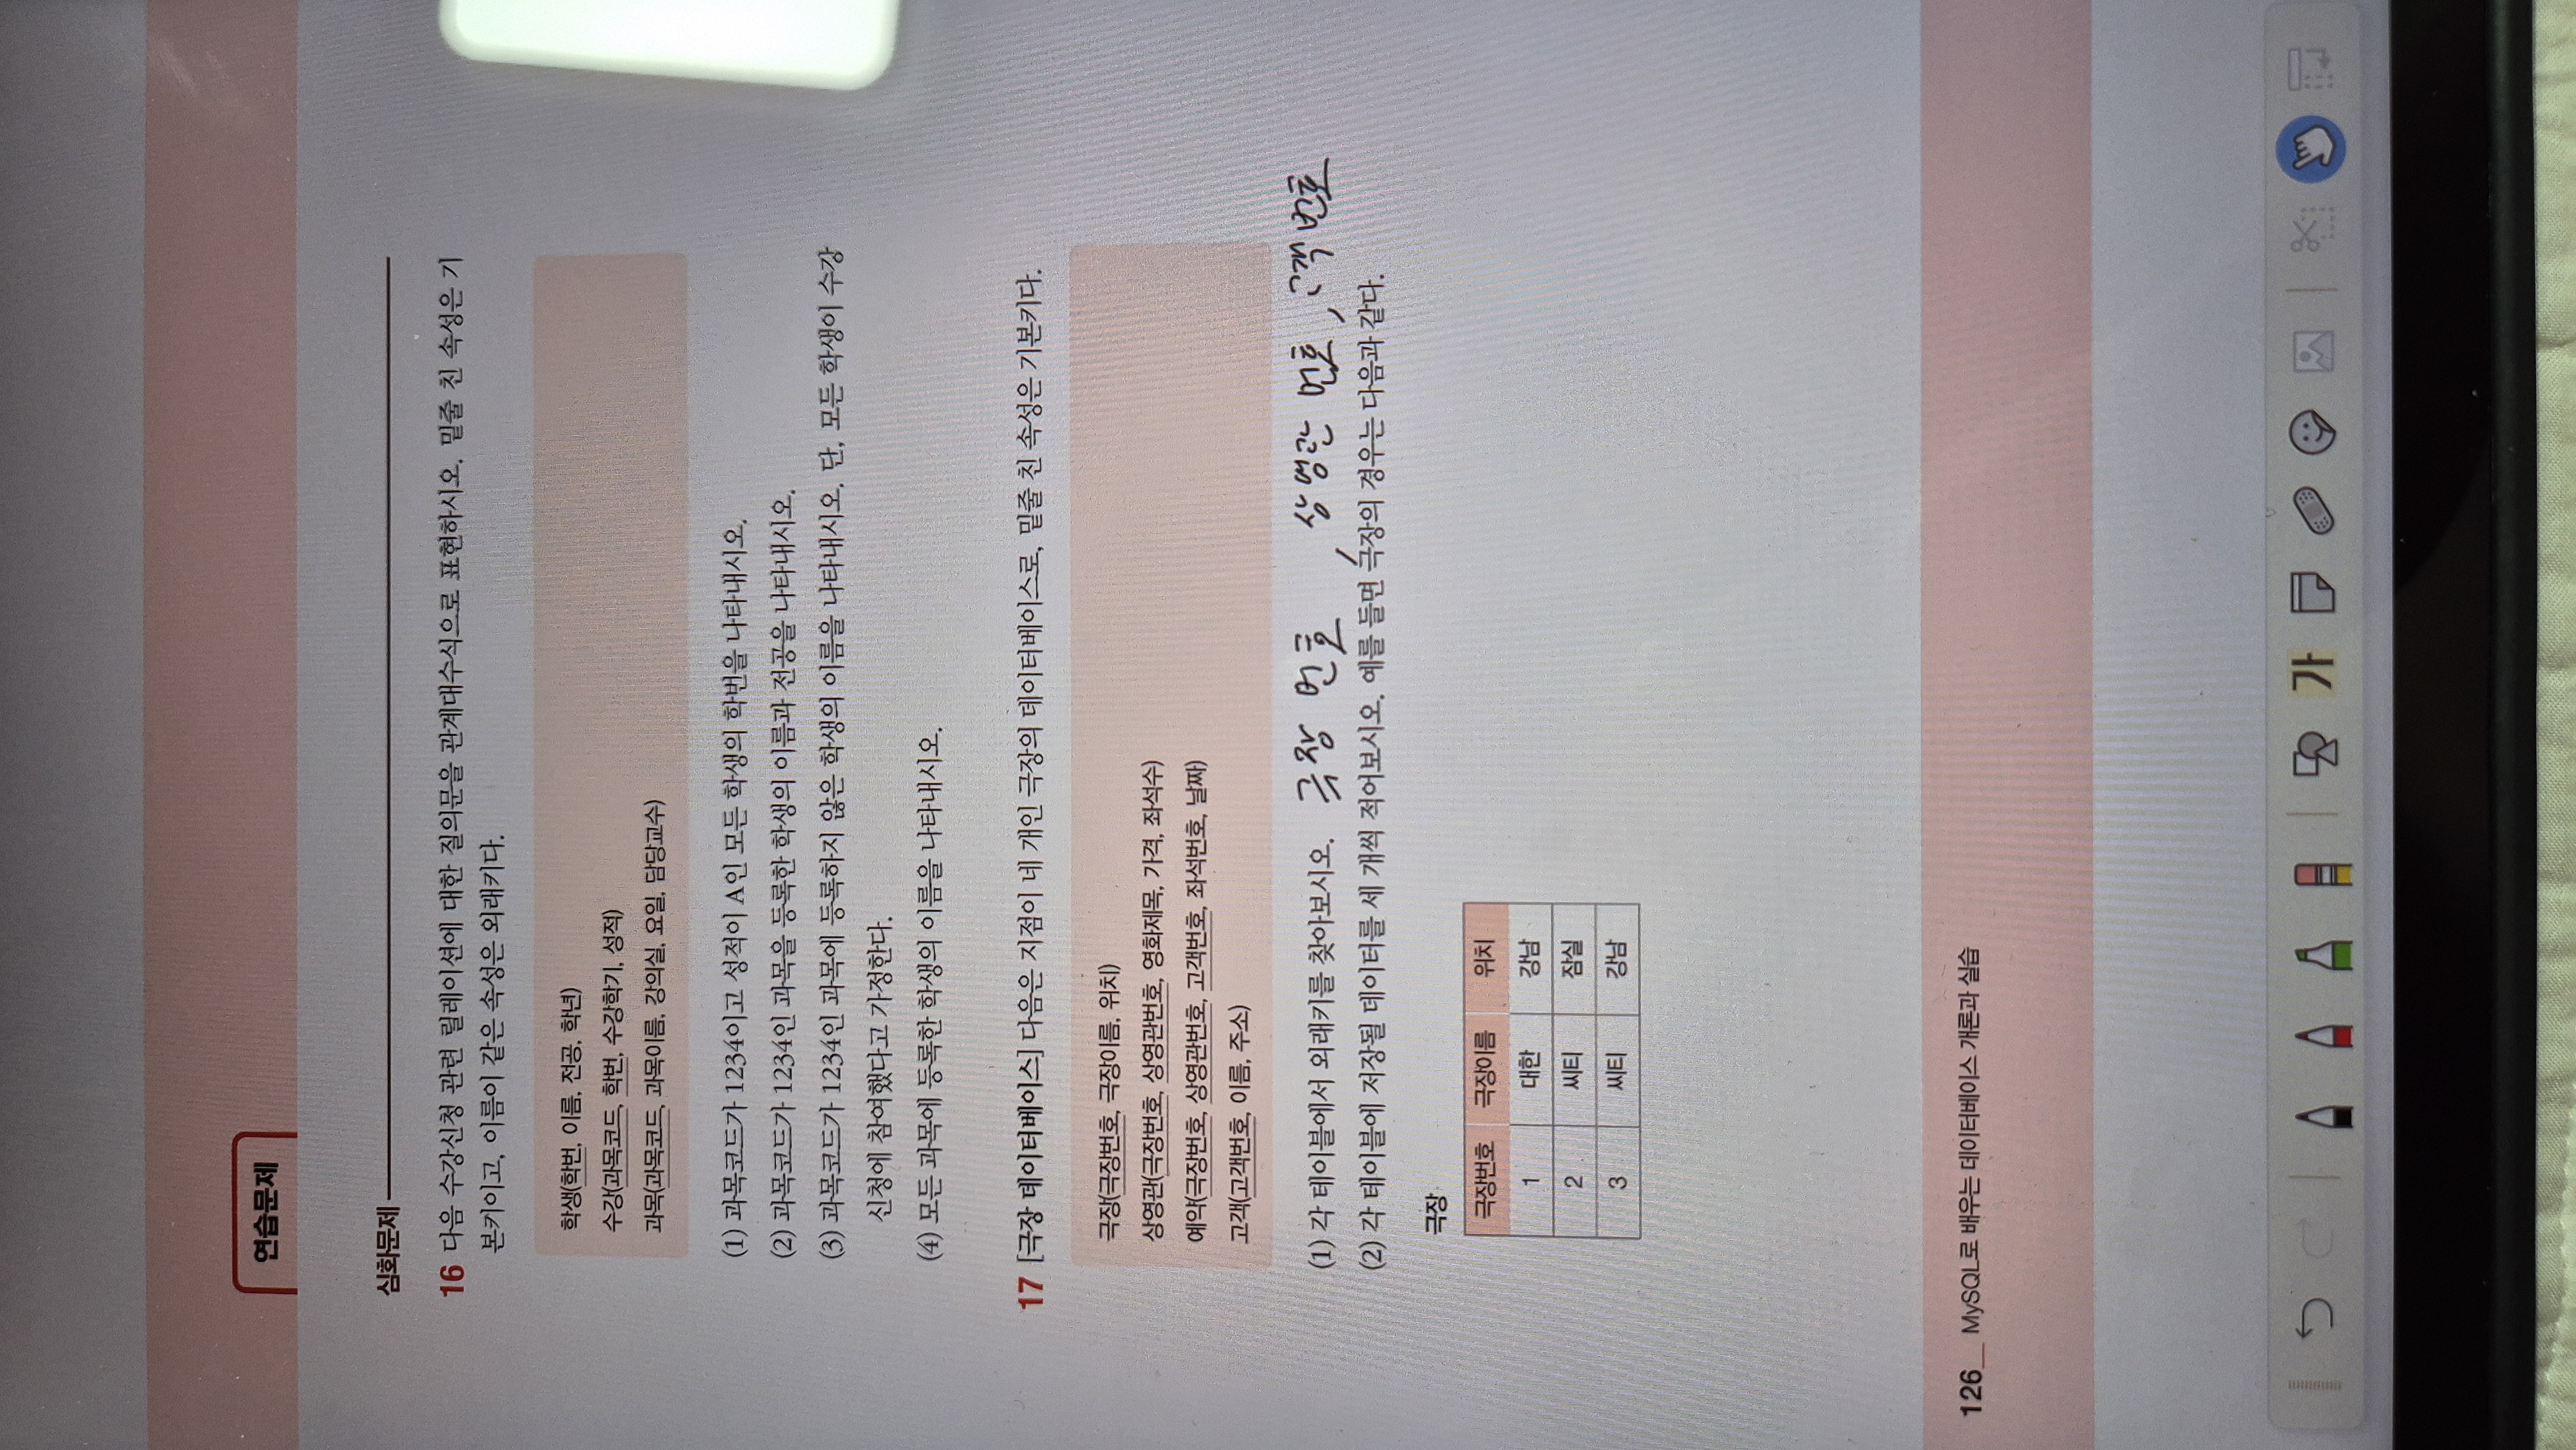 연습문제
심화문제
16 다음 수강신청 관련 릴레이션에 대한 질의문을 관계대수식으로 표현하시오. 밑줄 친 속성은 기
본키이고, 이름이 같은 속성은 외래키다.
학생(학번, 이름, 전공, 학년)
수강(과목코드, 학번, 수강학기, 성적)
과목(과목코드, 과목이름, 강의실, 요일, 담당교수)
(1) 과목코드가 1234이고 성적이 A인 모든 학생의 학번을 나타내시오.
(2) 과목코드가 1234인 과목을 등록한 학생의 이름과 전공을 나타내시오.
(3) 과목코드가 1234인 과목에 등록하지 않은 학생의 이름을 나타내시오. 단, 모든 학생이 수강
신청에 참여했다고 가정한다.
(4) 모든 과목에 등록한 학생의 이름을 나타내시오.
17 [극장 데이터베이스] 다음은 지점이 네 개인 극장의 데이터베이스로, 밑줄 친 속성은 기본키다.
극장(극장번호, 극장이름, 위치)
상영관(극장번호, 상영관번호, 영화제목, 가격, 좌석수)
예약(극장번호, 상영관번호, 고객번호, 좌석번호, 날짜)
고객(고객번호, 이름, 주소)
(1) 각 테이블에서 외래키를 찾아보시오. 극장 번호, 상영관 번호, 고객 번호
(2) 각 테이블에 저장될 데이터를 세 개씩 적어보시오. 예를 들면 극장의 경우는 다음과 같다.
극장
극장번호 극장이름 위치
1 대한 강남
2 씨티 잠실
3 씨티 강남
126__ MySQL로 배우는 데이터베이스 개론과 실습
가